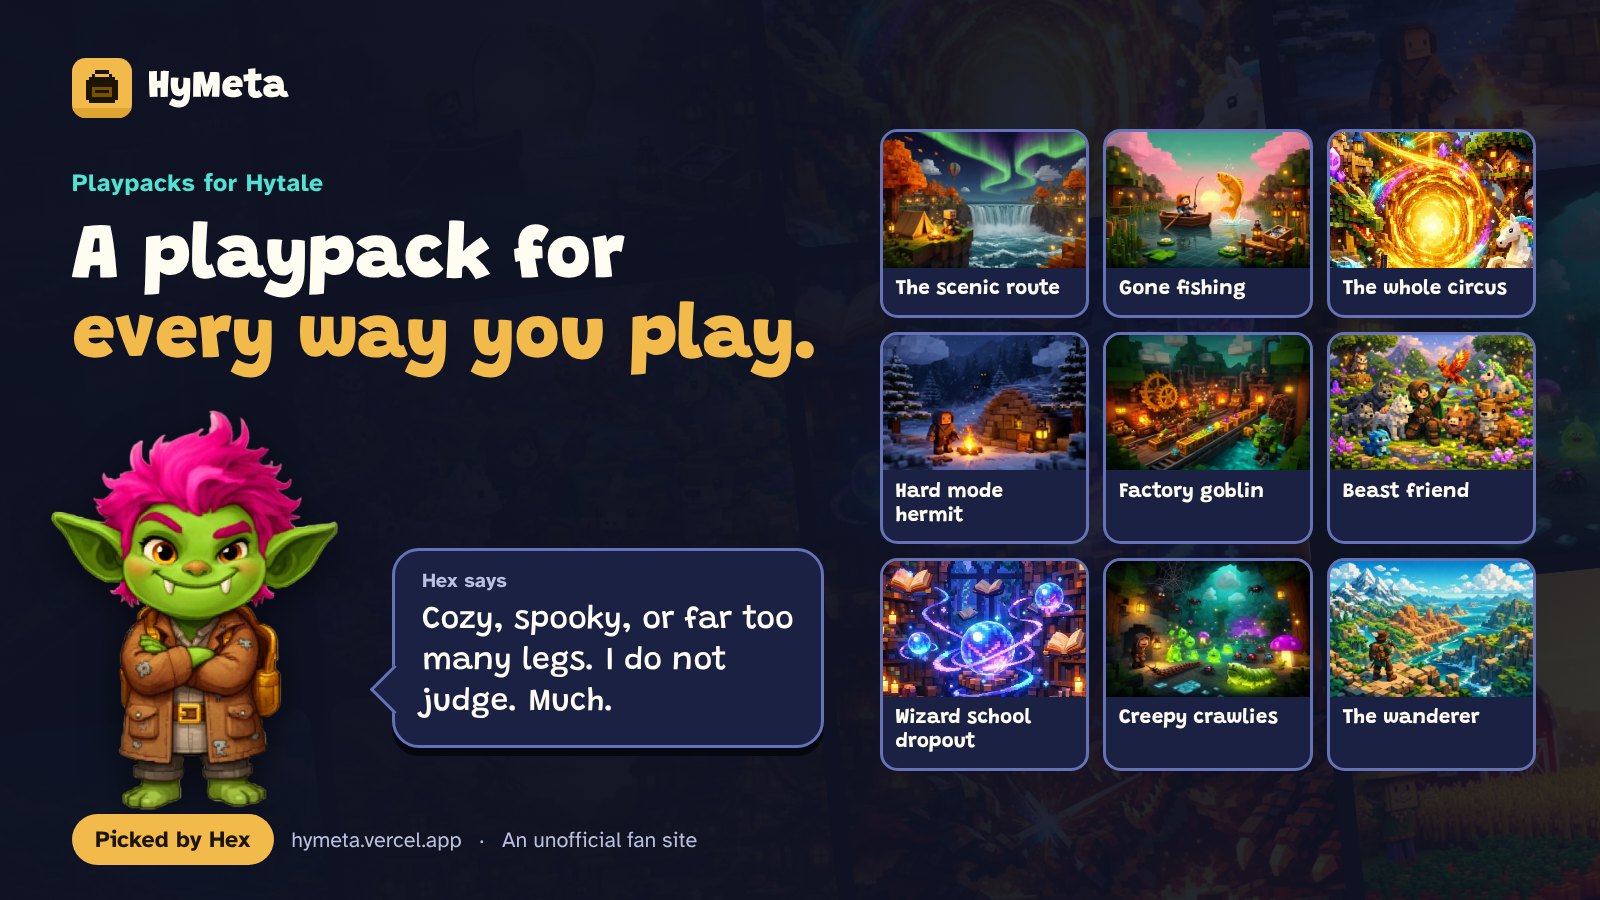 HyMeta
Playpacks for Hytale
A playpack for
every way you play.
Hex says
Cozy, spooky, or far too
many legs. I do not
judge. Much.
Picked by Hex
hymeta.vercel.app · An unofficial fan site
The scenic route
Gone fishing
The whole circus
Hard mode
hermit
Factory goblin
Beast friend
Wizard school
dropout
Creepy crawlies
The wanderer